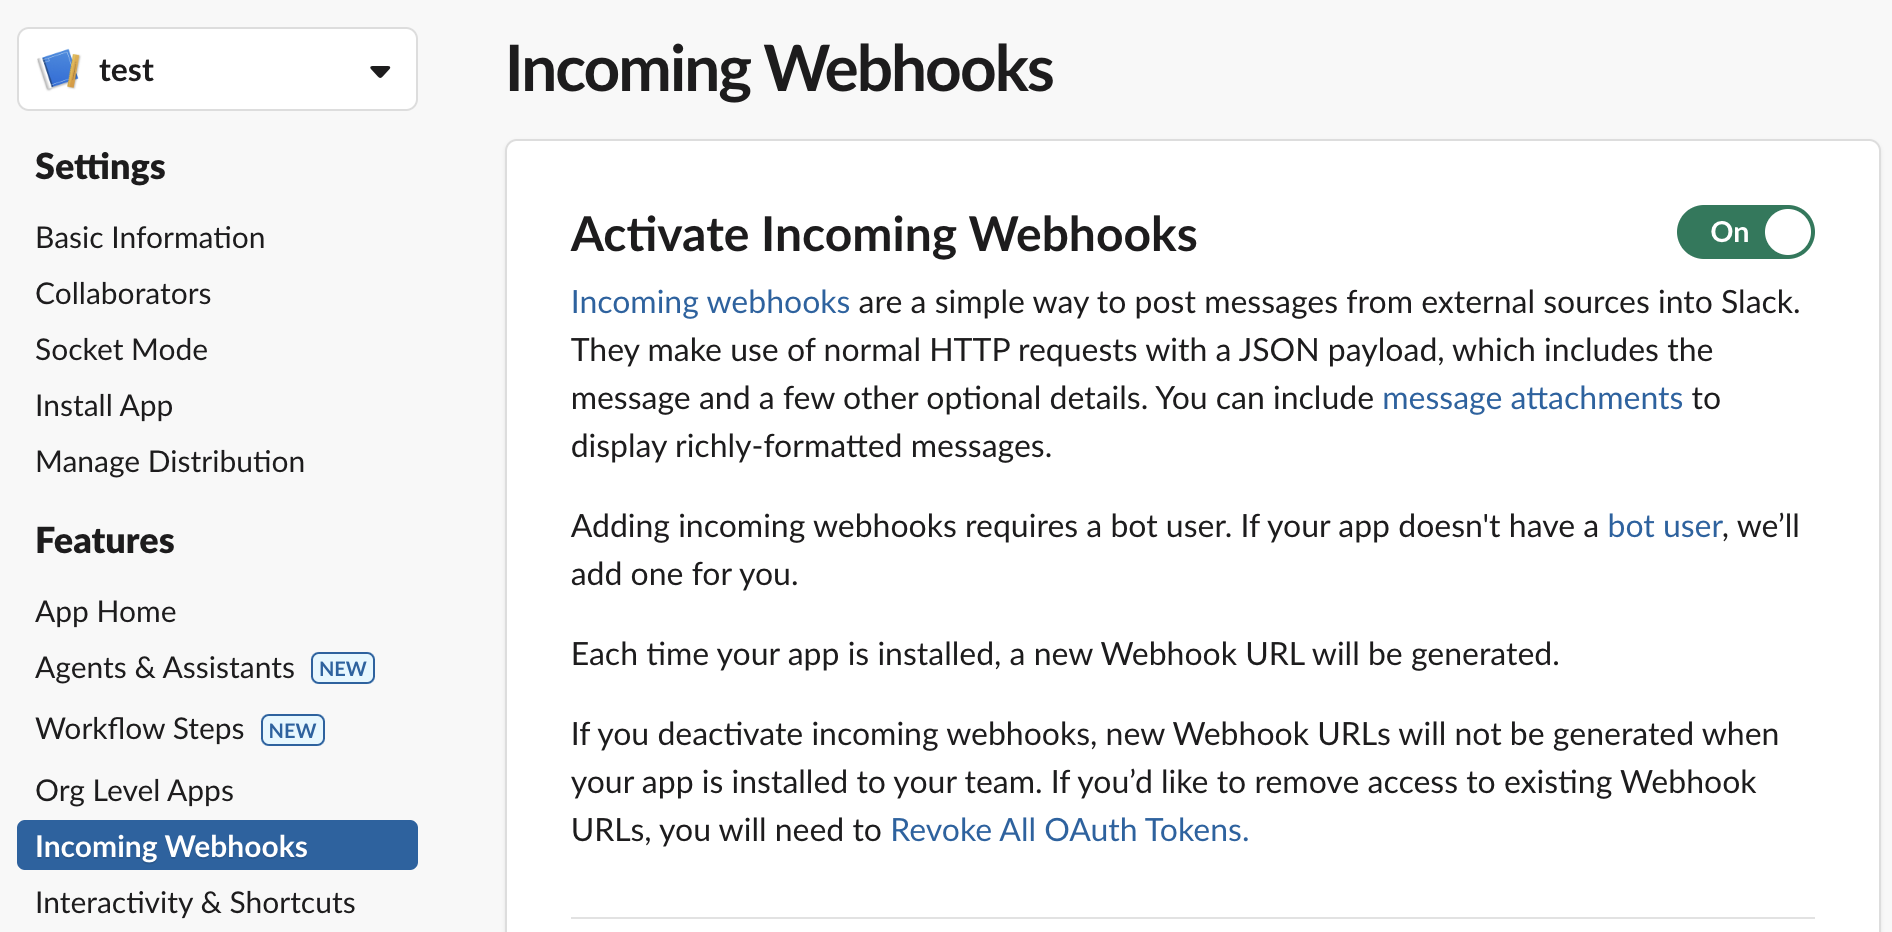 test
Settings
Basic Information
Collaborators
Socket Mode
Install App
Manage Distribution
Features
App Home
Agents & Assistants NEW
Workflow Steps NEW
Org Level Apps
Incoming Webhooks
Interactivity & Shortcuts
Incoming Webhooks
Activate Incoming Webhooks
On
Incoming webhooks are a simple way to post messages from external sources into Slack.
They make use of normal HTTP requests with a JSON payload, which includes the
message and a few other optional details. You can include message attachments to
display richly-formatted messages.
Adding incoming webhooks requires a bot user. If your app doesn't have a bot user, we’ll
add one for you.
Each time your app is installed, a new Webhook URL will be generated.
If you deactivate incoming webhooks, new Webhook URLs will not be generated when
your app is installed to your team. If you’d like to remove access to existing Webhook
URLs, you will need to Revoke All OAuth Tokens.